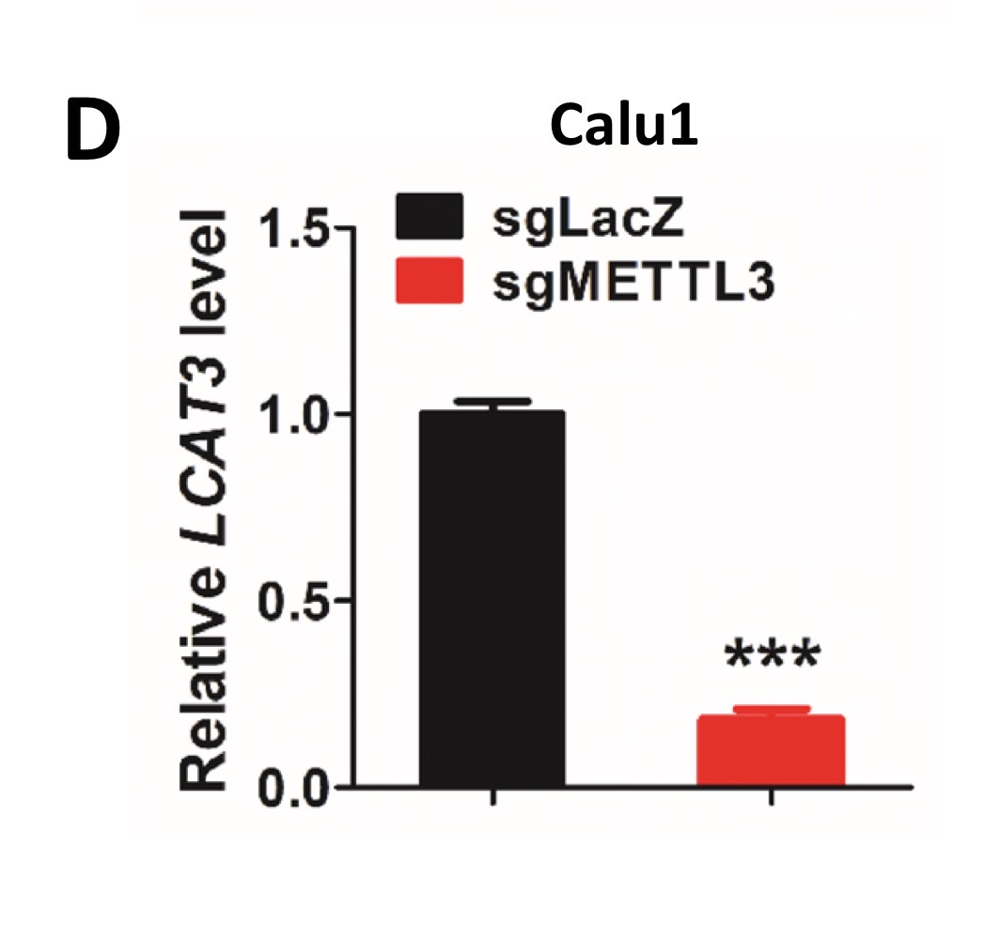 D
Calu1
sgLacZ
sgMETTL3
Relative LCAT3 level
1.5
1.0
0.5
0.0
***